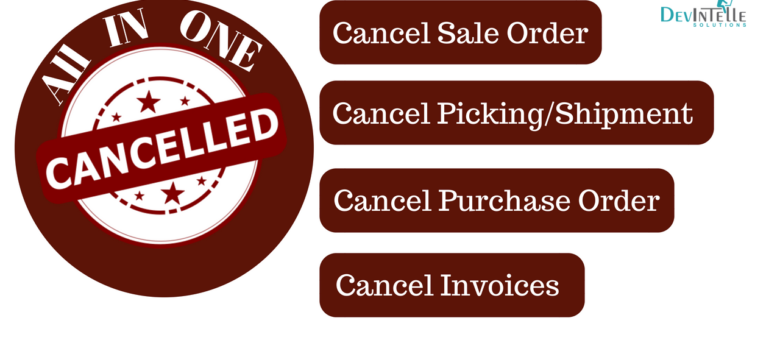 All IN ONE
CANCELLED
Cancel Sale Order
Cancel Picking/Shipment
Cancel Purchase Order
Cancel Invoices
DEVINTELLE
SOLUTIONS